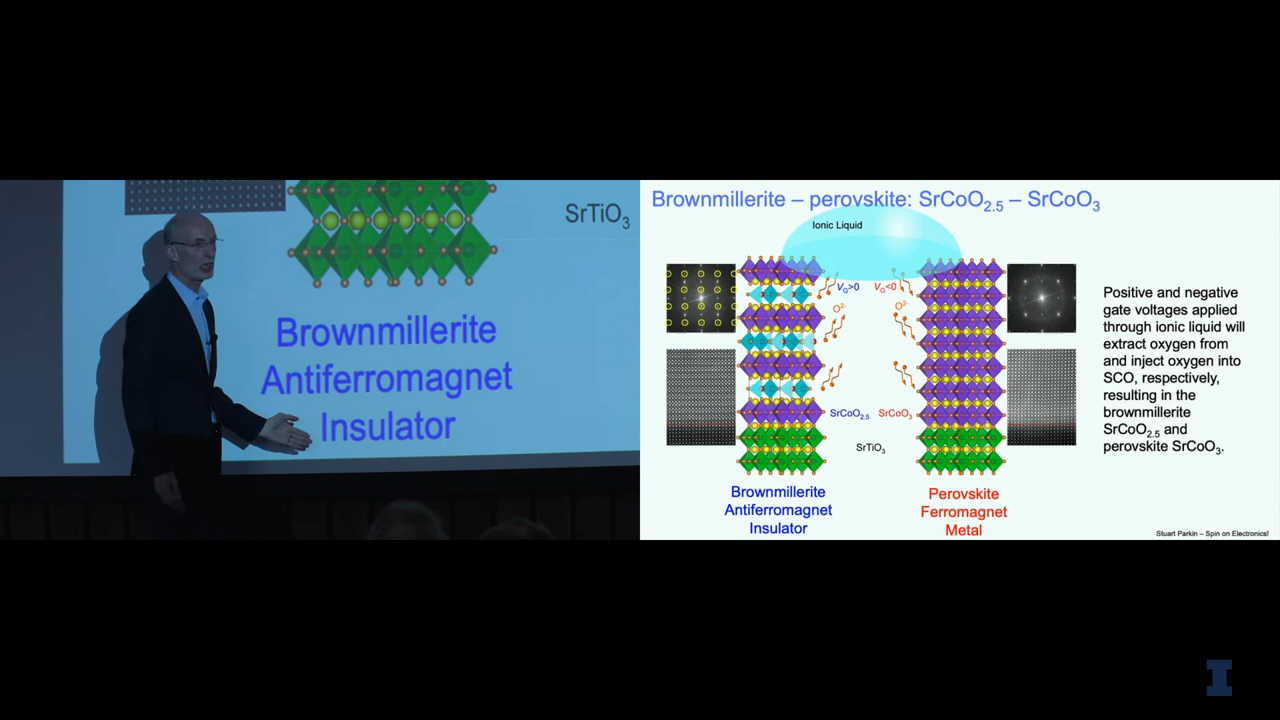 SrTiO3
Brownmillerite
Antiferromagnet
Insulator
Brownmillerite – perovskite: SrCoO2.5 – SrCoO3
Ionic Liquid
VG>0
VG<0
O2-
O2-
SrCoO2.5
SrCoO3
SrTiO3
Brownmillerite
Antiferromagnet
Insulator
Perovskite
Ferromagnet
Metal
Positive and negative
gate voltages applied
through ionic liquid will
extract oxygen from
and inject oxygen into
SCO, respectively,
resulting in the
brownmillerite
SrCoO2.5 and
perovskite SrCoO3.
Stuart Parkin – Spin on Electronics!
I